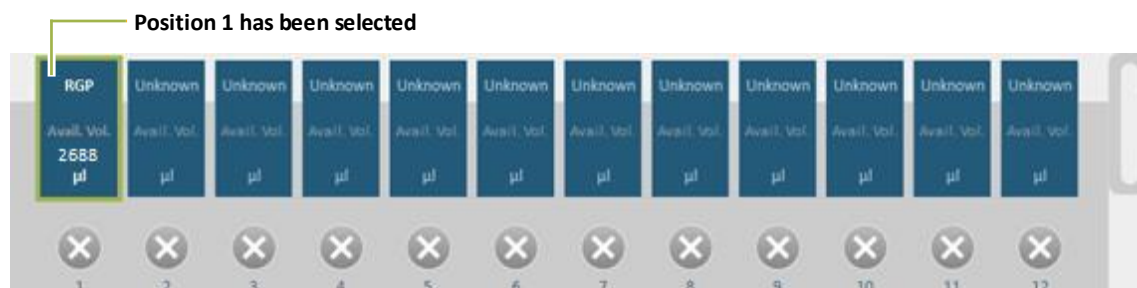 Position 1 has been selected
RGP Unknown Unknown Unknown Unknown Unknown Unknown Unknown Unknown Unknown Unknown Unknown
Avail. Vol. Avail. Vol. Avail. Vol. Avail. Vol. Avail. Vol. Avail. Vol. Avail. Vol. Avail. Vol. Avail. Vol. Avail. Vol. Avail. Vol. Avail. Vol.
2688
µl µl µl µl µl µl µl µl µl µl µl µl
1 2 3 4 5 6 7 8 9 10 11 12